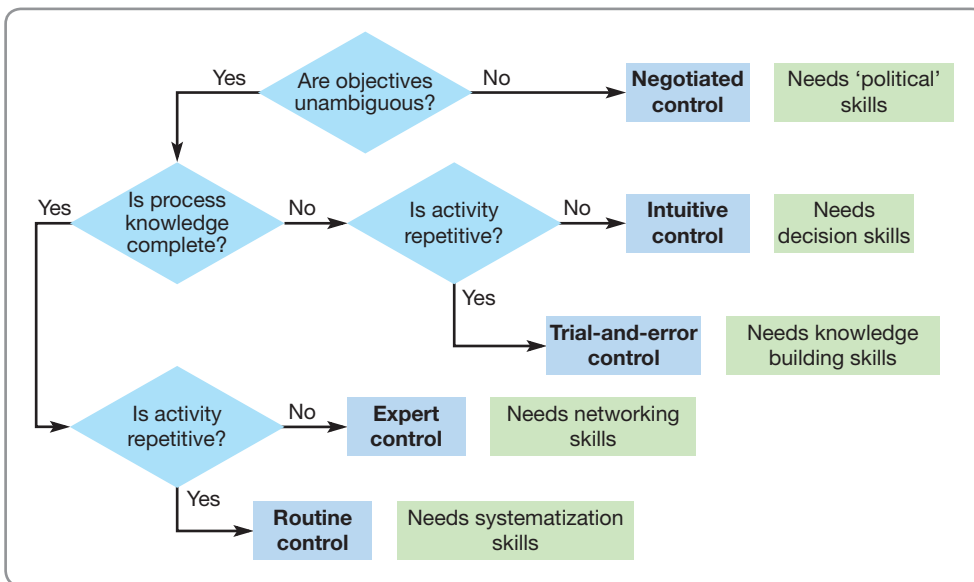 Are objectives
unambiguous?
Yes
No
Negotiated
control
Needs ‘political’
skills
Is process
knowledge
complete?
Yes
No
Is activity
repetitive?
No
Intuitive
control
Needs
decision skills
Yes
Trial-and-error
control
Needs knowledge
building skills
Is activity
repetitive?
No
Expert
control
Needs networking
skills
Yes
Routine
control
Needs systematization
skills